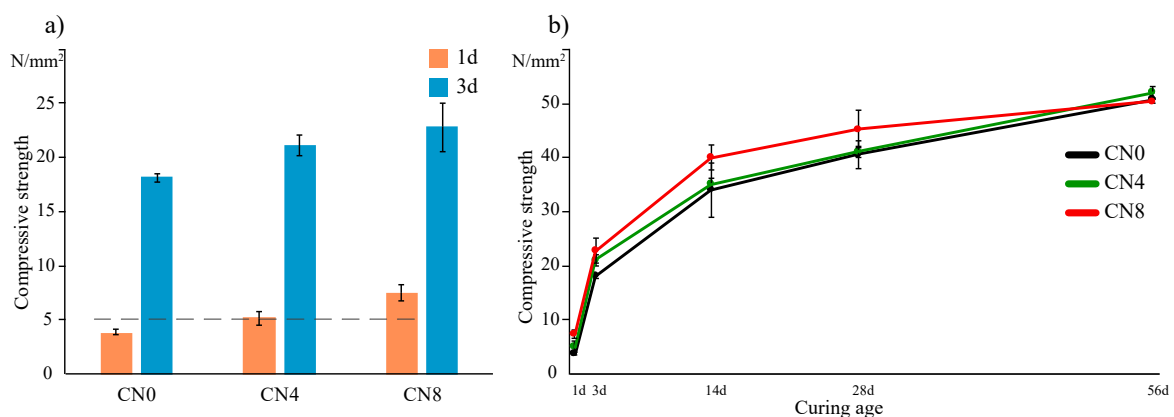 a)
N/mm²
1d
3d
Compressive strength
25
20
15
10
5
0
CN0 CN4 CN8
b)
N/mm²
Compressive strength
50
40
30
20
10
0
CN0
CN4
CN8
1d 3d 14d 28d 56d
Curing age